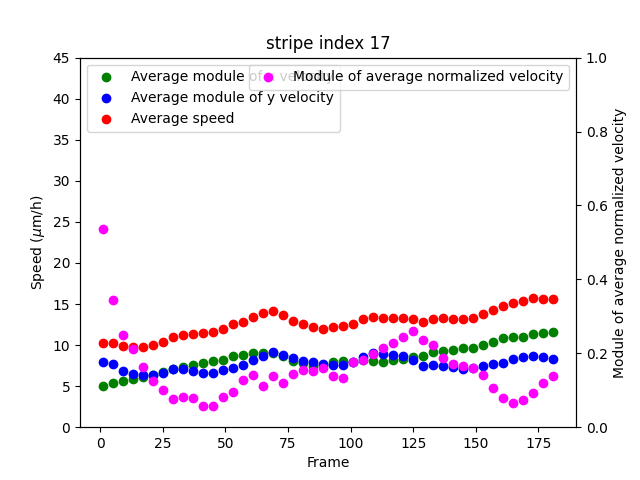 stripe index 17
Average module of x velocity
Average module of y velocity
Average speed
Module of average normalized velocity
45
40
35
30
25
20
15
10
5
0
Speed (μm/h)
1.0
0.8
0.6
0.4
0.2
0.0
Module of average normalized velocity
0 25 50 75 100 125 150 175
Frame